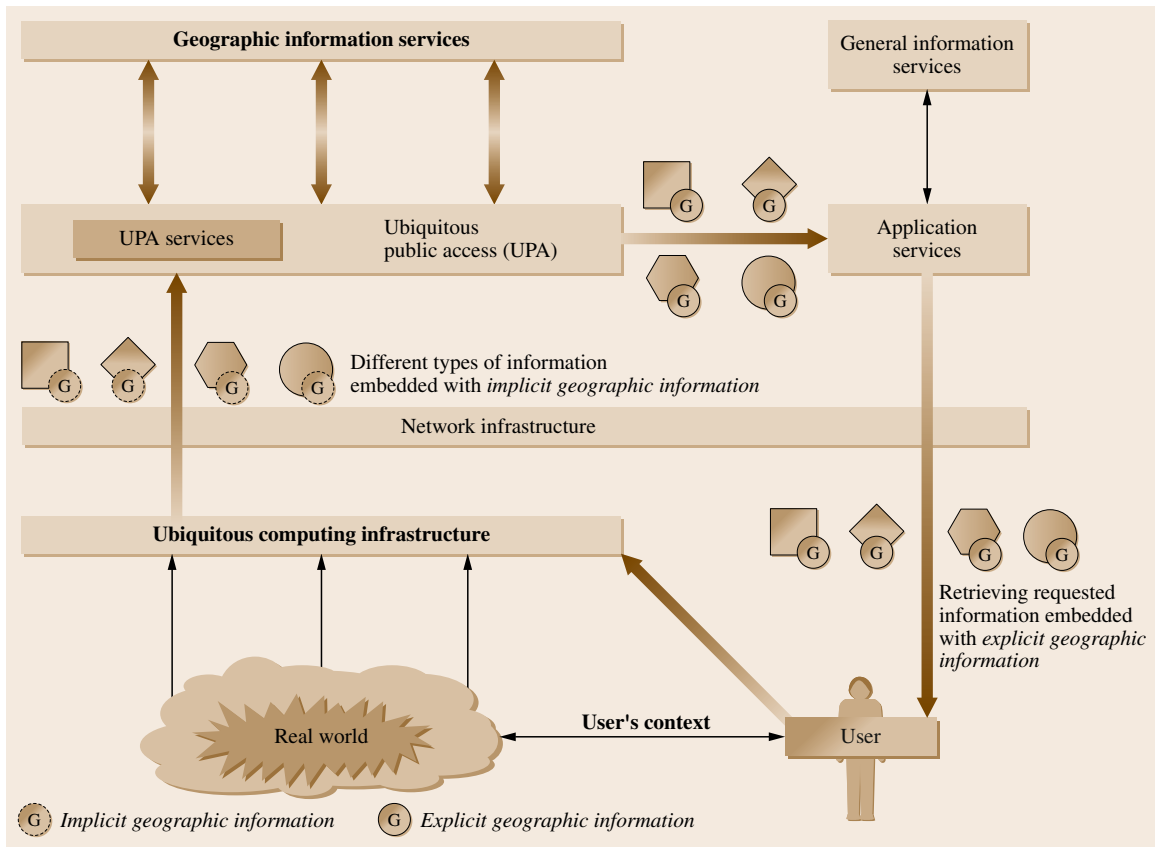 Geographic information services
General information
services
UPA services
Ubiquitous
public access (UPA)
G
G
G
G
Application
services
G
G
G
G
Different types of information
embedded with implicit geographic information
Network infrastructure
Ubiquitous computing infrastructure
G
G
G
G
Retrieving requested
information embedded
with explicit geographic
information
Real world
User's context
User
G Implicit geographic information
G Explicit geographic information